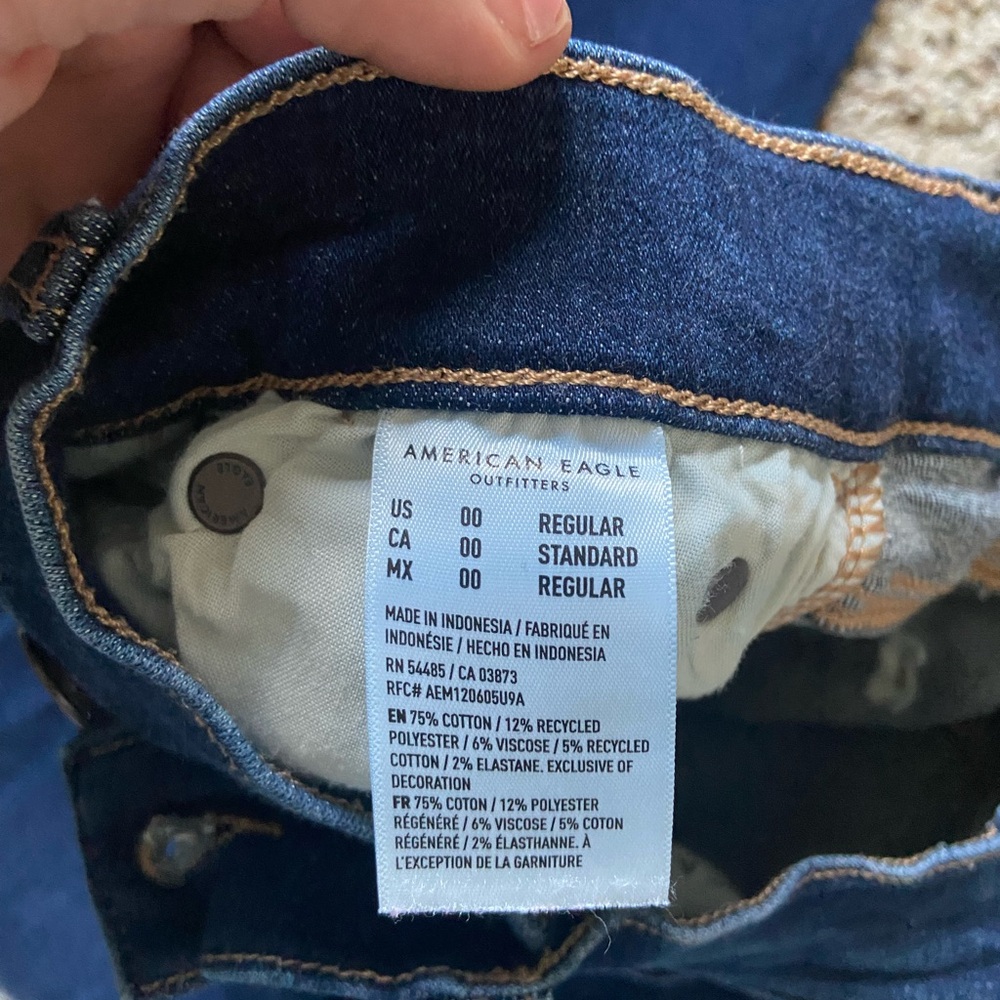 AMERICAN EAGLE
OUTFITTERS
US 00 REGULAR
CA 00 STANDARD
MX 00 REGULAR
MADE IN INDONESIA / FABRIQUÉ EN
INDONÉSIE / HECHO EN INDONESIA
RN 54485 / CA 03873
RFC# AEM120605U9A
EN 75% COTTON / 12% RECYCLED
POLYESTER / 6% VISCOSE / 5% RECYCLED
COTTON / 2% ELASTANE. EXCLUSIVE OF
DECORATION
FR 75% COTON / 12% POLYESTER
RÉGÉNÉRÉ / 6% VISCOSE / 5% COTON
RÉGÉNÉRÉ / 2% ÉLASTHANNE. À
L'EXCEPTION DE LA GARNITURE
AMERICAN EAGLE